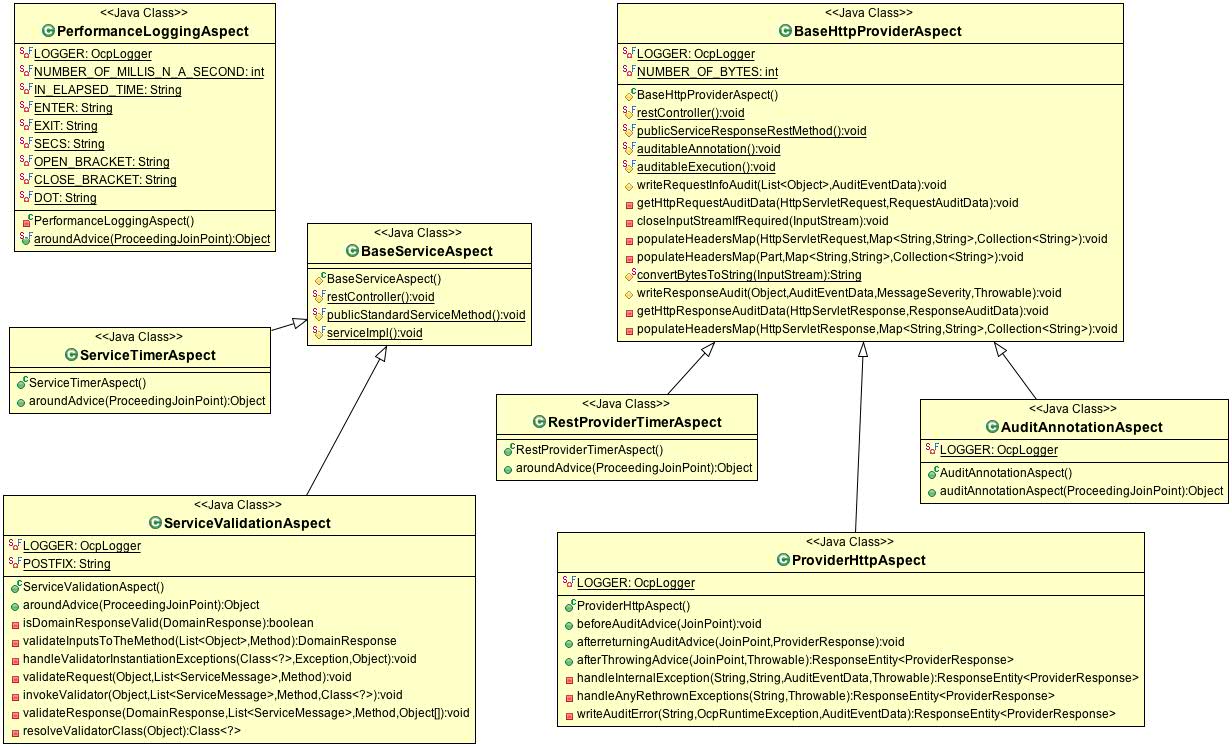 <<Java Class>>
PerformanceLoggingAspect
LOGGER: OcpLogger
NUMBER_OF_MILLIS_N_A_SECOND: int
IN_ELAPSED_TIME: String
ENTER: String
EXIT: String
SECS: String
OPEN_BRACKET: String
CLOSE_BRACKET: String
DOT: String
PerformanceLoggingAspect()
aroundAdvice(ProceedingJoinPoint):Object
<<Java Class>>
BaseHttpProviderAspect
LOGGER: OcpLogger
NUMBER_OF_BYTES: int
BaseHttpProviderAspect()
restController():void
publicServiceResponseRestMethod():void
auditableAnnotation():void
auditableExecution():void
writeRequestInfoAudit(List<Object>,AuditEventData):void
getHttpRequestAuditData(HttpServletRequest,RequestAuditData):void
closeInputStreamIfRequired(InputStream):void
populateHeadersMap(HttpServletRequest,Map<String,String>,Collection<String>):void
populateHeadersMap(Part,Map<String,String>,Collection<String>):void
convertBytesToString(InputStream):String
writeResponseAudit(Object,AuditEventData,MessageSeverity,Throwable):void
getHttpResponseAuditData(HttpServletResponse,ResponseAuditData):void
populateHeadersMap(HttpServletResponse,Map<String,String>,Collection<String>):void
<<Java Class>>
BaseServiceAspect
BaseServiceAspect()
restController():void
publicStandardServiceMethod():void
serviceImpl():void
<<Java Class>>
ServiceTimerAspect
ServiceTimerAspect()
aroundAdvice(ProceedingJoinPoint):Object
<<Java Class>>
RestProviderTimerAspect
RestProviderTimerAspect()
aroundAdvice(ProceedingJoinPoint):Object
<<Java Class>>
AuditAnnotationAspect
LOGGER: OcpLogger
AuditAnnotationAspect()
auditAnnotationAspect(ProceedingJoinPoint):Object
<<Java Class>>
ServiceValidationAspect
LOGGER: OcpLogger
POSTFIX: String
ServiceValidationAspect()
aroundAdvice(ProceedingJoinPoint):Object
isDomainResponseValid(DomainResponse):boolean
validateInputsToTheMethod(List<Object>,Method):DomainResponse
handleValidatorInstantiationExceptions(Class<?>,Exception,Object):void
validateRequest(Object,List<ServiceMessage>,Method):void
invokeValidator(Object,List<ServiceMessage>,Method,Class<?>):void
validateResponse(DomainResponse,List<ServiceMessage>,Method,Object[]):void
resolveValidatorClass(Object):Class<?>
<<Java Class>>
ProviderHttpAspect
LOGGER: OcpLogger
ProviderHttpAspect()
beforeAuditAdvice(JoinPoint):void
afterreturningAuditAdvice(JoinPoint,ProviderResponse):void
afterThrowingAdvice(JoinPoint,Throwable):ResponseEntity<ProviderResponse>
handleInternalException(String,String,AuditEventData,Throwable):ResponseEntity<ProviderResponse>
handleAnyRethrownExceptions(String,Throwable):ResponseEntity<ProviderResponse>
writeAuditError(String,OcpRuntimeException,AuditEventData):ResponseEntity<ProviderResponse>